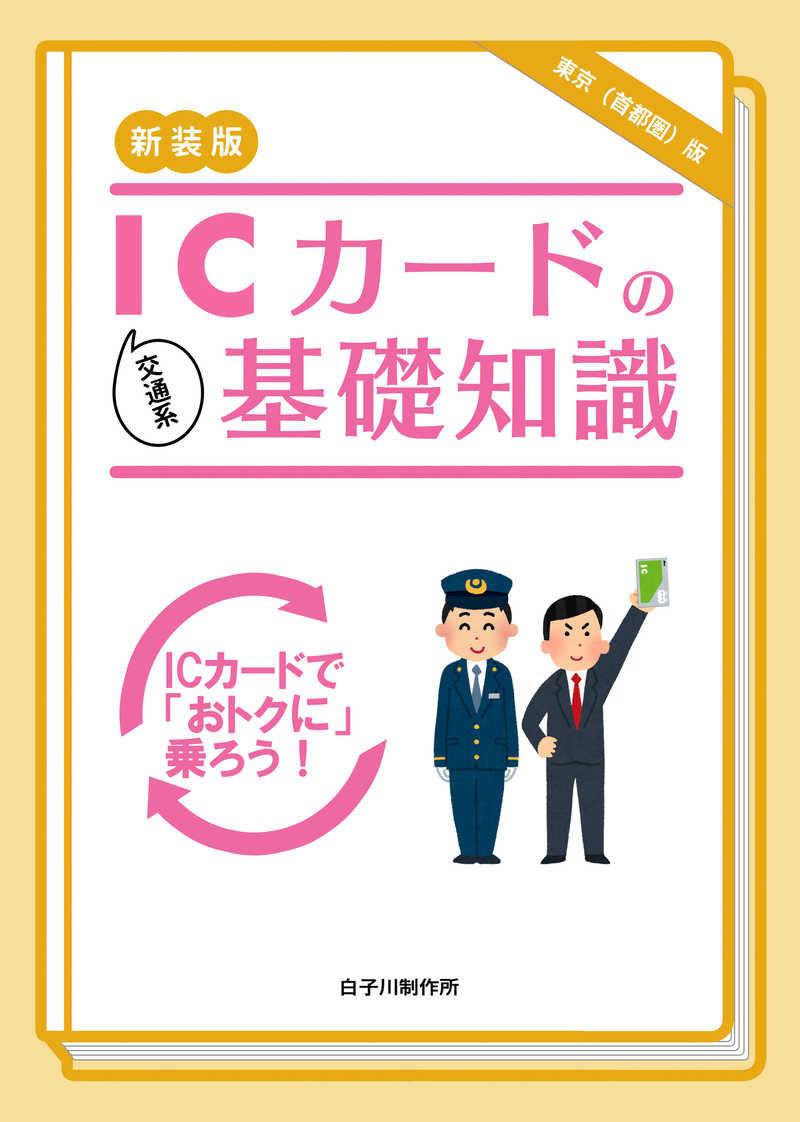 東京（首都圏）版
新装版
ICカードの
交通系
基礎知識
IC
ICカードで
「おトクに」
乗ろう！
白子川制作所